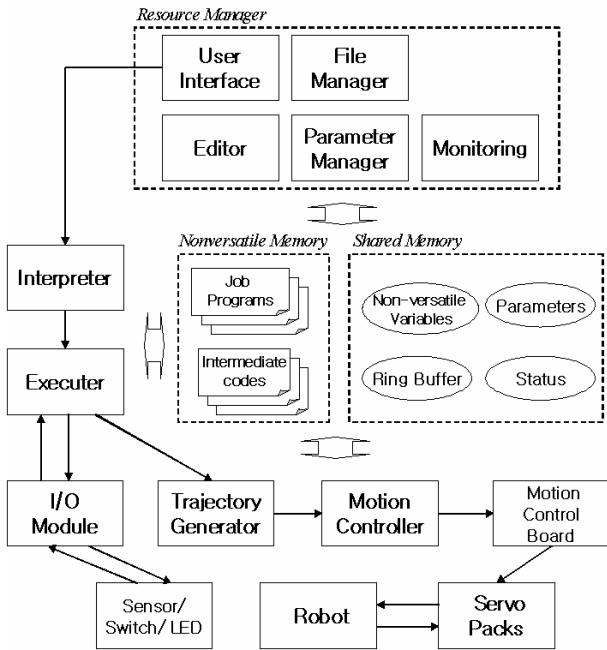 Resource Manager
User
Interface
File
Manager
Editor
Parameter
Manager
Monitoring
Nonversatile Memory
Shared Memory
Interpreter
Job
Programs
Non-versatile
Variables
Parameters
Intermediate
codes
Ring Buffer
Status
Executer
I/O
Module
Trajectory
Generator
Motion
Controller
Motion
Control
Board
Sensor/
Switch/ LED
Robot
Servo
Packs